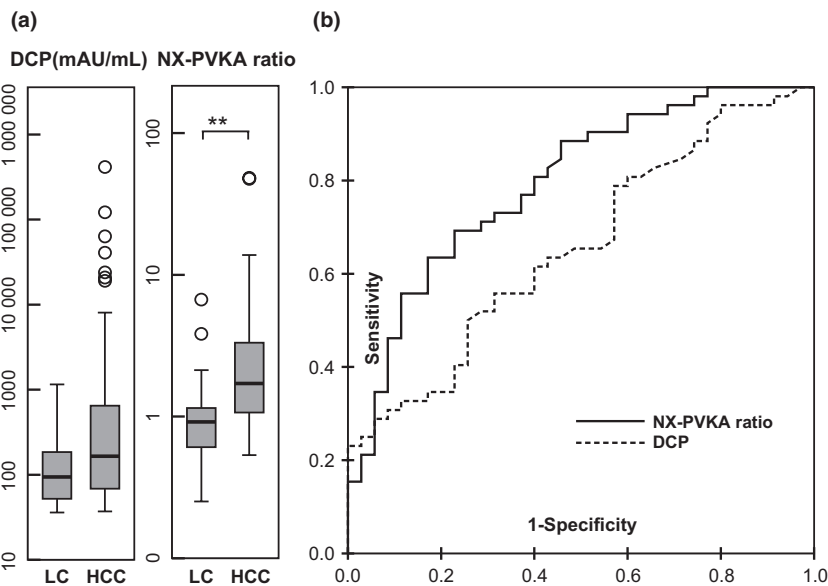 (a)
DCP(mAU/mL)
1 000 000
100 000
10 000
1000
100
10
LC HCC
NX-PVKA ratio
100
10
1
0
**
LC HCC
(b)
1.0
0.8
0.6
0.4
0.2
0.0
Sensitivity
NX-PVKA ratio
DCP
1-Specificity
0.0 0.2 0.4 0.6 0.8 1.0